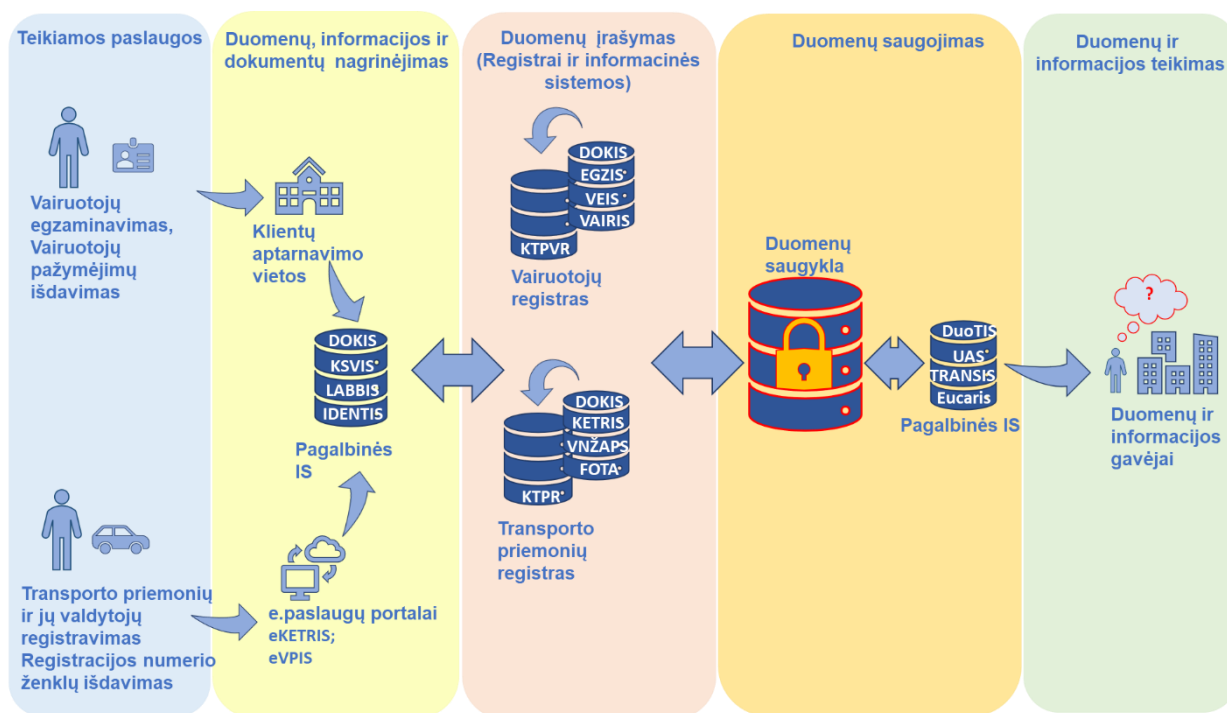 Teikiamos paslaugos
Vairuotojų
egzaminavimas,
Vairuotojų
pažymėjimų
išdavimas
Transporto priemonių
ir jų valdytojų
registravimas
Registracijos numerio
ženklų išdavimas
Duomenų, informacijos ir
dokumentų nagrinėjimas
Klientų
aptarnavimo
vietos
DOKIS
KSVIS
LABBIS
IDENTIS
Pagalbinės
IS
e.paslaugų portalai
eKETRIS;
eVPIS
Duomenų įrašymas
(Registrai ir informacinės
sistemos)
DOKIS
EGZIS
VEIS
VAIRIS
KTPVR
Vairuotojų
registras
DOKIS
KETRIS
VNŽAPS
FOTA
KTPR
Transporto
priemonių
registras
Duomenų saugojimas
Duomenų
saugykla
DuoTIS
UAS
TRANSIS
Eucaris
Pagalbinės IS
Duomenų ir
informacijos teikimas
?
Duomenų ir
informacijos
gavėjai